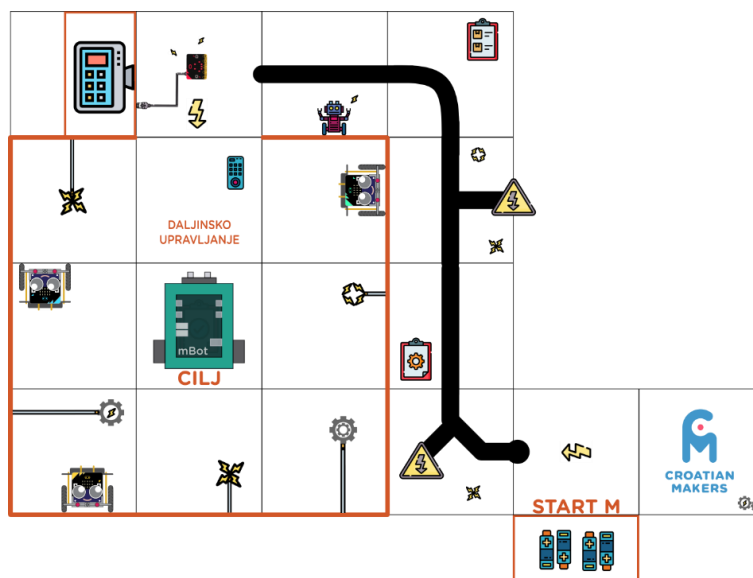 DALJINSKO
UPRAVLJANJE
mBot
CILJ
CROATIAN
MAKERS
START M